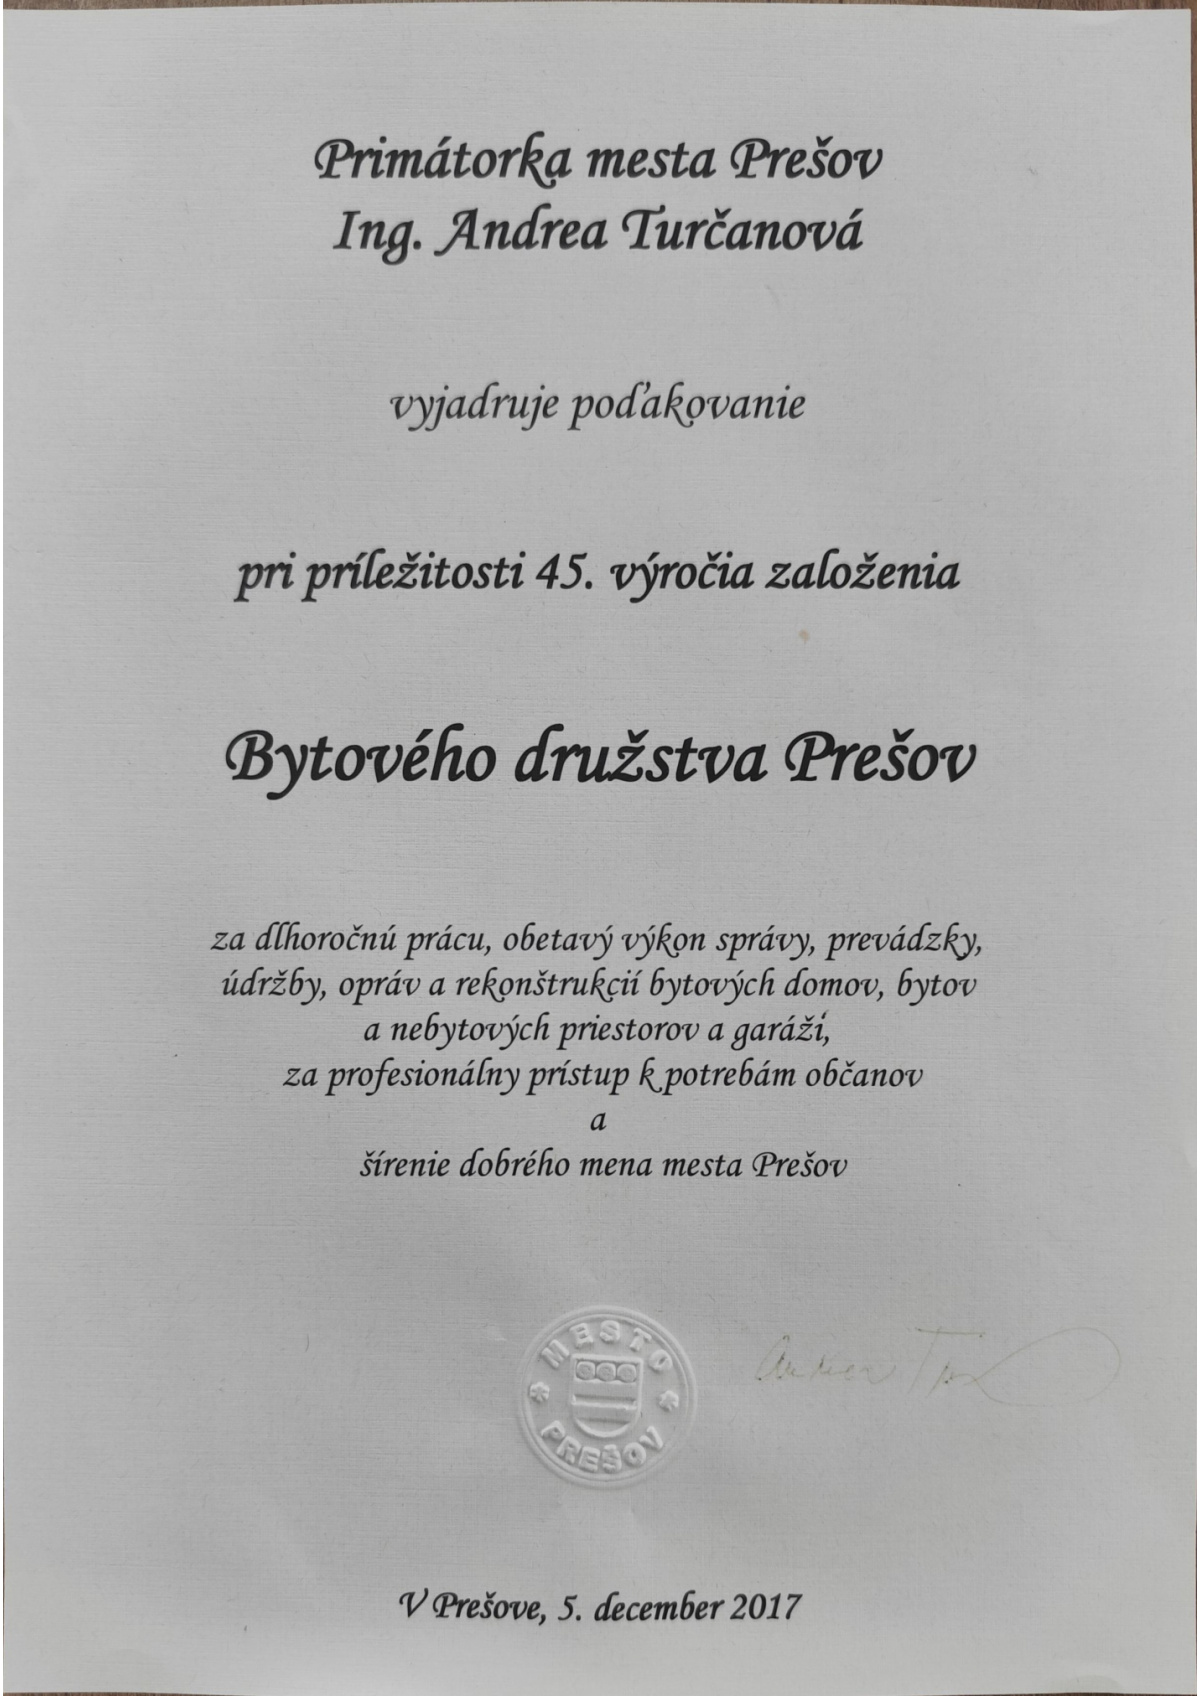 Primátorka mesta Prešov
Ing. Andrea Turčanová
vyjadruje poďakovanie
pri príležitosti 45. výročia založenia
Bytového družstva Prešov
za dlhoročnú prácu, obetavý výkon správy, prevádzky,
údržby, opráv a rekonštrukcií bytových domov, bytov
a nebytových priestorov a garáží,
za profesionálny prístup k potrebám občanov
a
šírenie dobrého mena mesta Prešov
MESTO
PREŠOV
V Prešove, 5. december 2017